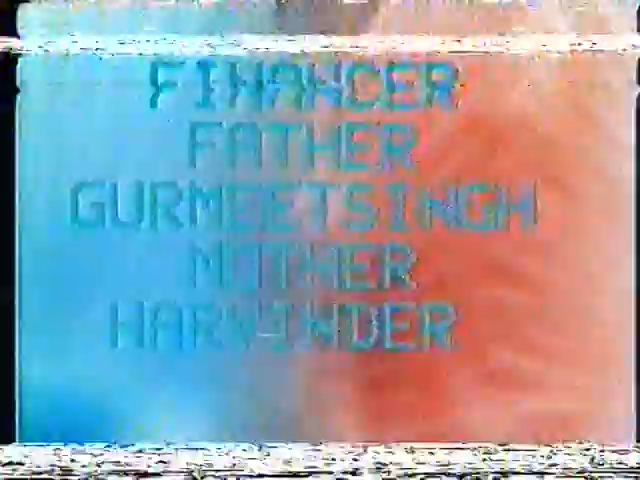 FINANCER
FATHER
GURMEETSINGH
MOTHER
HARVINDER